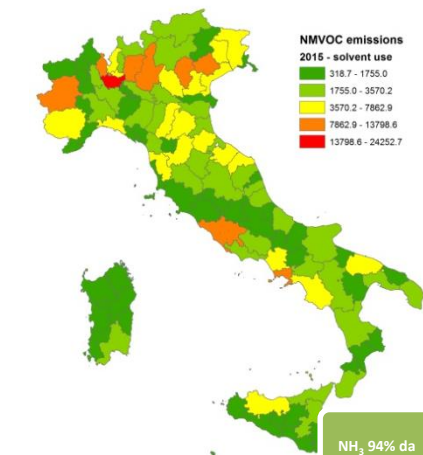 NMVOC emissions
2015 - solvent use
318.7 - 1755.0
1755.0 - 3570.2
3570.2 - 7862.9
7862.9 - 13798.6
13798.6 - 24252.7
NH₃ 94% da